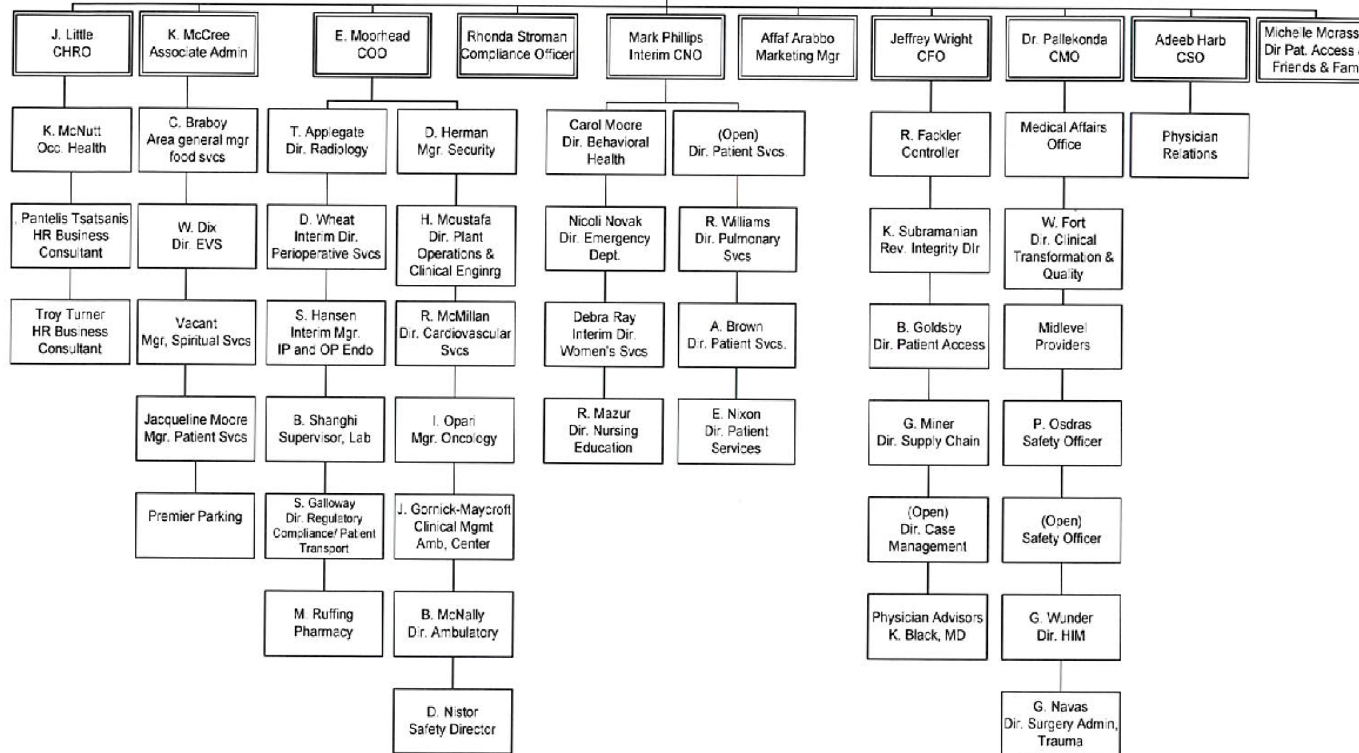 J. Little
CHRO
K. McCree
Associate Admin
E. Moorhead
COO
Rhonda Stroman
Compliance Officer
Mark Phillips
Interim CNO
Affaf Arabbo
Marketing Mgr
Jeffrey Wright
CFO
Dr. Pallekonda
CMO
Adeeb Harb
CSO
Michelle
Dir Pat. Access
Friends &
K. McNutt
Occ. Health
Pantelis Tsatsanis
HR Business
Consultant
Troy Turner
HR Business
Consultant
C. Braboy
Area general mgr
food svcs
W. Dix
Dir. EVS
Vacant
Mgr, Spiritual Svcs
Jacqueline Moore
Mgr. Patient Svcs
Premier Parking
T. Applegate
Dir. Radiology
D. Wheat
Interim Dir.
Perioperative Svcs
S. Hansen
Interim Mgr.
IP and OP Endo
B. Shanghi
Supervisor, Lab
S. Galloway
Dir. Regulatory
Compliance/ Patient
Transport
M. Ruffing
Pharmacy
D. Herman
Mgr. Security
H. Moustafa
Dir. Plant
Operations &
Clinical Enginrg
R. McMillan
Dir. Cardiovascular
Svcs
I. Opari
Mgr. Oncology
J. Gornick-Maycroft
Clinical Mgmt
Amb, Center
B. McNally
Dir. Ambulatory
D. Nistor
Safety Director
Carol Moore
Dir. Behavioral
Health
Nicoli Novak
Dir. Emergency
Dept.
Debra Ray
Interim Dir.
Women's Svcs
R. Mazur
Dir. Nursing
Education
(Open)
Dir. Patient Svcs.
R. Williams
Dir. Pulmonary
Svcs
A. Brown
Dir. Patient Svcs.
E. Nixon
Dir. Patient
Services
R. Fackler
Controller
K. Subramanian
Rev. Integrity DIr
B. Goldsby
Dir. Patient Access
G. Miner
Dir. Supply Chain
(Open)
Dir. Case
Management
Physician Advisors
K. Black, MD
Medical Affairs
Office
W. Fort
Dir. Clinical
Transformation &
Quality
Midlevel
Providers
P. Osdras
Safety Officer
(Open)
Safety Officer
G. Wunder
Dir. HIM
G. Navas
Dir. Surgery Admin,
Trauma
Physician
Relations